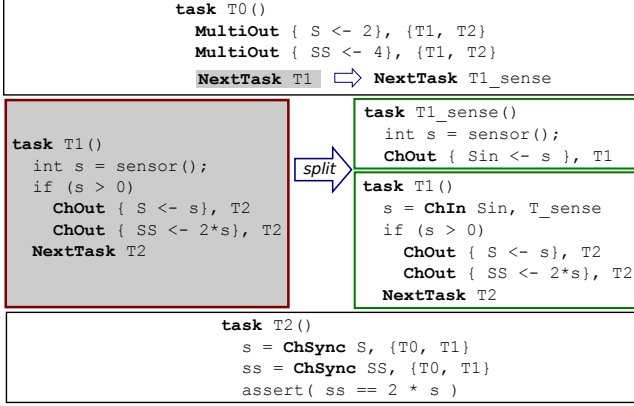 task T0()
MultiOut { S <- 2}, {T1, T2}
MultiOut { SS <- 4}, {T1, T2}
NextTask T1 NextTask T1_sense
task T1()
int s = sensor();
if (s > 0)
ChOut { S <- s}, T2
ChOut { SS <- 2*s}, T2
NextTask T2
split
task T1_sense()
int s = sensor();
ChOut { Sin <- s }, T1
task T1()
s = ChIn Sin, T_sense
if (s > 0)
ChOut { S <- s}, T2
ChOut { SS <- 2*s}, T2
NextTask T2
task T2()
s = ChSync S, {T0, T1}
ss = ChSync SS, {T0, T1}
assert( ss == 2 * s )